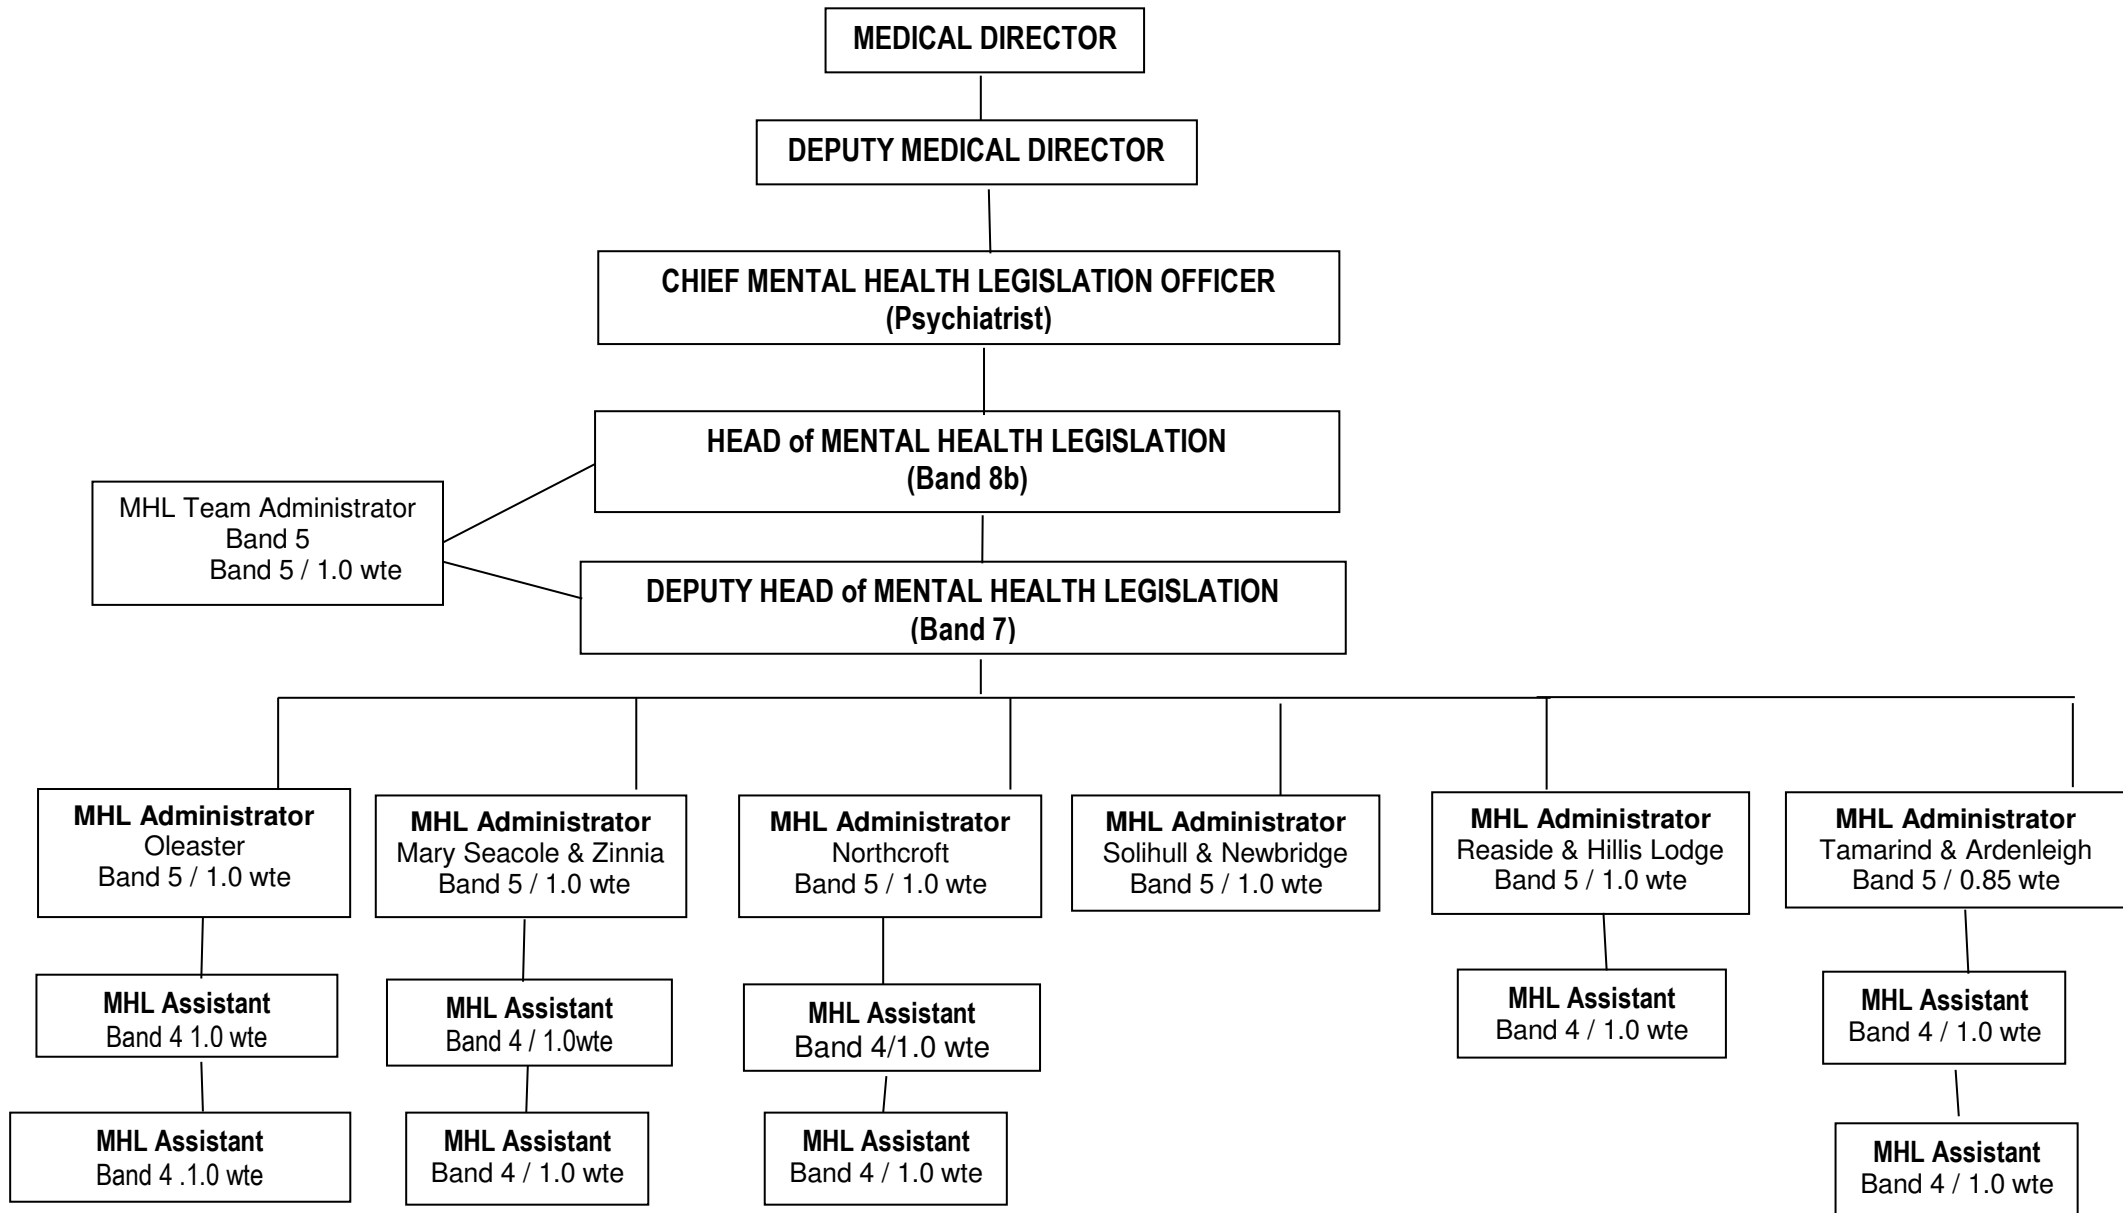 MEDICAL DIRECTOR
DEPUTY MEDICAL DIRECTOR
CHIEF MENTAL HEALTH LEGISLATION OFFICER
(Psychiatrist)
HEAD of MENTAL HEALTH LEGISLATION
(Band 8b)
MHL Team Administrator
Band 5
Band 5 / 1.0 wte
DEPUTY HEAD of MENTAL HEALTH LEGISLATION
(Band 7)
MHL Administrator
Oleaster
Band 5 / 1.0 wte
MHL Administrator
Mary Seacole & Zinnia
Band 5 / 1.0 wte
MHL Administrator
Northcroft
Band 5 / 1.0 wte
MHL Administrator
Solihull & Newbridge
Band 5 / 1.0 wte
MHL Administrator
Reaside & Hillis Lodge
Band 5 / 1.0 wte
MHL Administrator
Tamarind & Ardenleigh
Band 5 / 0.85 wte
MHL Assistant
Band 4 1.0 wte
MHL Assistant
Band 4 / 1.0wte
MHL Assistant
Band 4/1.0 wte
MHL Assistant
Band 4 / 1.0 wte
MHL Assistant
Band 4 / 1.0 wte
MHL Assistant
Band 4 .1.0 wte
MHL Assistant
Band 4 / 1.0 wte
MHL Assistant
Band 4 / 1.0 wte
MHL Assistant
Band 4 / 1.0 wte